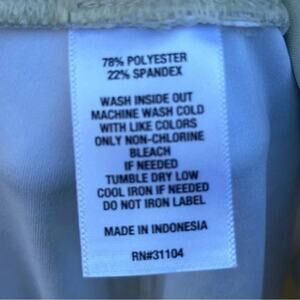 78% POLYESTER
22% SPANDEX
WASH INSIDE OUT
MACHINE WASH COLD
WITH LIKE COLORS
ONLY NON-CHLORINE
BLEACH
IF NEEDED
TUMBLE DRY LOW
COOL IRON IF NEEDED
DO NOT IRON LABEL
MADE IN INDONESIA
RN#31104